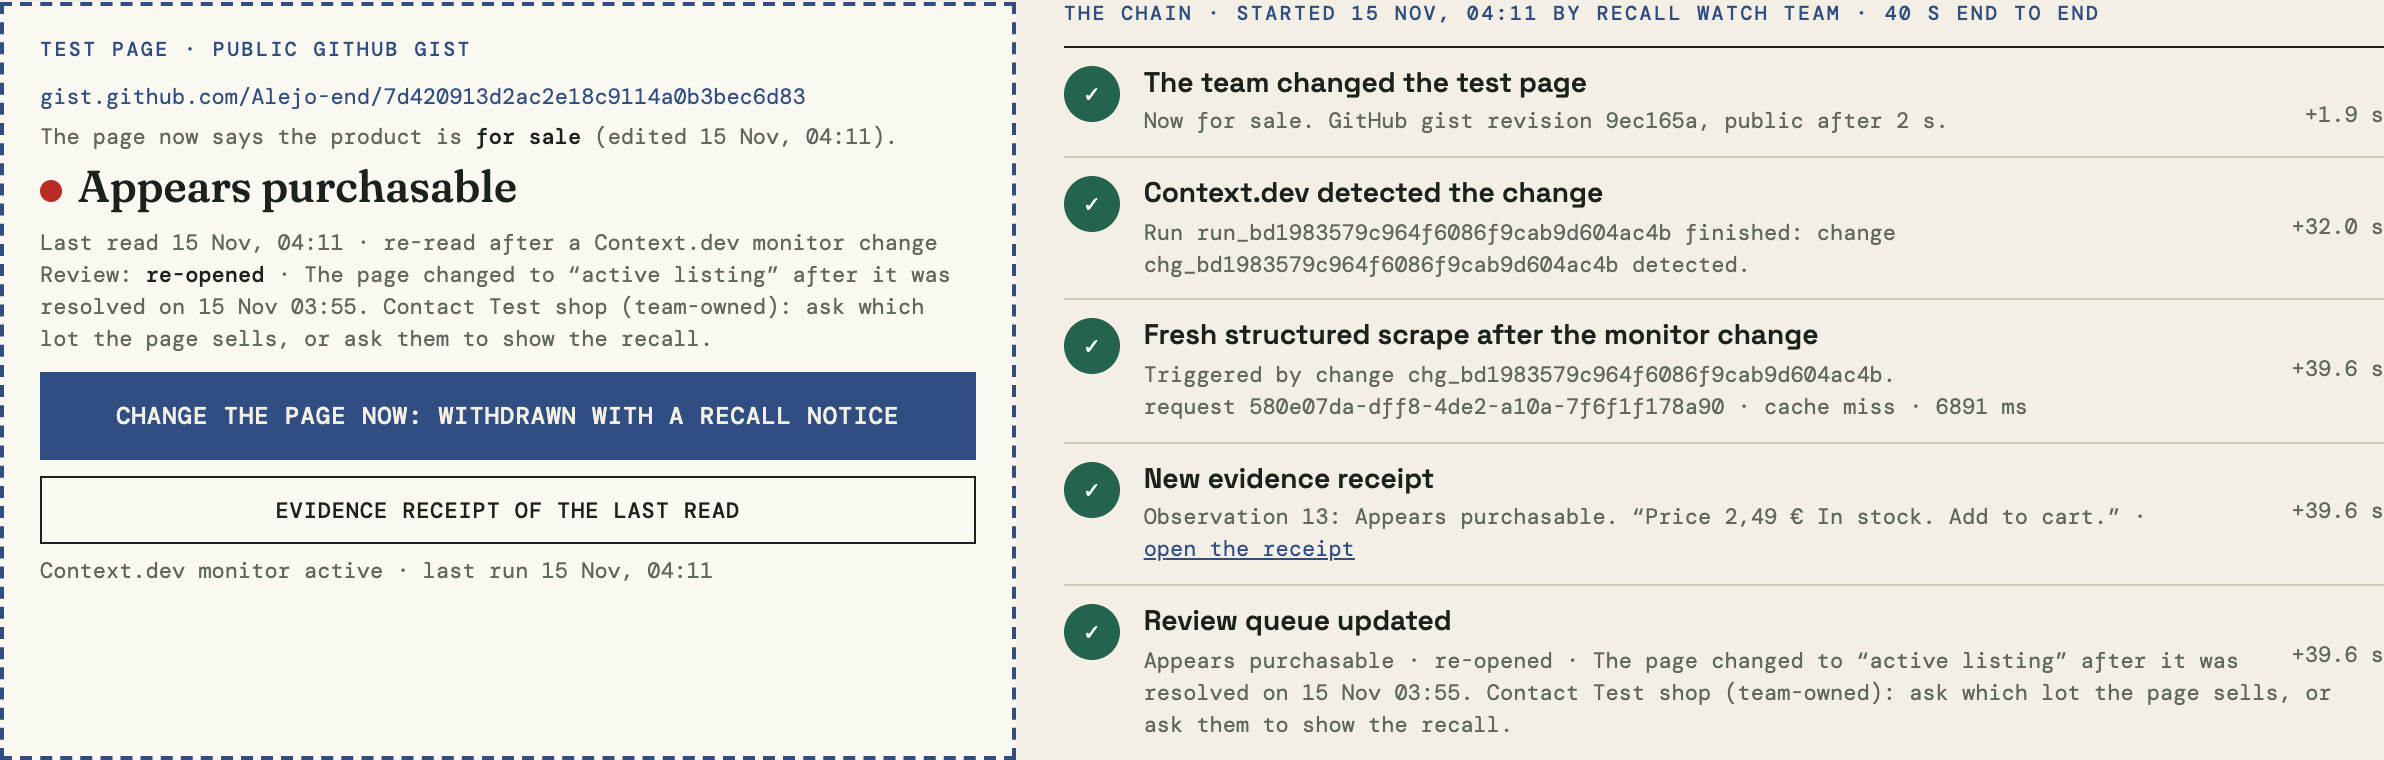 TEST PAGE · PUBLIC GITHUB GIST
gist.github.com/Alejo-end/7d420913d2ac2e18c9114a0b3bec6d83
The page now says the product is for sale (edited 15 Nov, 04:11).
Appears purchasable
Last read 15 Nov, 04:11 · re-read after a Context.dev monitor change
Review: re-opened · The page changed to “active listing” after it was
resolved on 15 Nov 03:55. Contact Test shop (team-owned): ask which
lot the page sells, or ask them to show the recall.
CHANGE THE PAGE NOW: WITHDRAWN WITH A RECALL NOTICE
EVIDENCE RECEIPT OF THE LAST READ
Context.dev monitor active · last run 15 Nov, 04:11
THE CHAIN · STARTED 15 NOV, 04:11 BY RECALL WATCH TEAM · 40 S END TO END
✓
The team changed the test page
Now for sale. GitHub gist revision 9ec165a, public after 2 s.
+1.9 s
✓
Context.dev detected the change
Run run_bd1983579c964f6086f9cab9d604ac4b finished: change
chg_bd1983579c964f6086f9cab9d604ac4b detected.
+32.0 s
✓
Fresh structured scrape after the monitor change
Triggered by change chg_bd1983579c964f6086f9cab9d604ac4b.
request 580e07da-dff8-4de2-a10a-7f6f1f178a90 · cache miss · 6891 ms
+39.6 s
✓
New evidence receipt
Observation 13: Appears purchasable. “Price 2,49 € In stock. Add to cart.” ·
open the receipt
+39.6 s
✓
Review queue updated
Appears purchasable · re-opened · The page changed to “active listing” after it was
resolved on 15 Nov 03:55. Contact Test shop (team-owned): ask which lot the page sells, or
ask them to show the recall.
+39.6 s